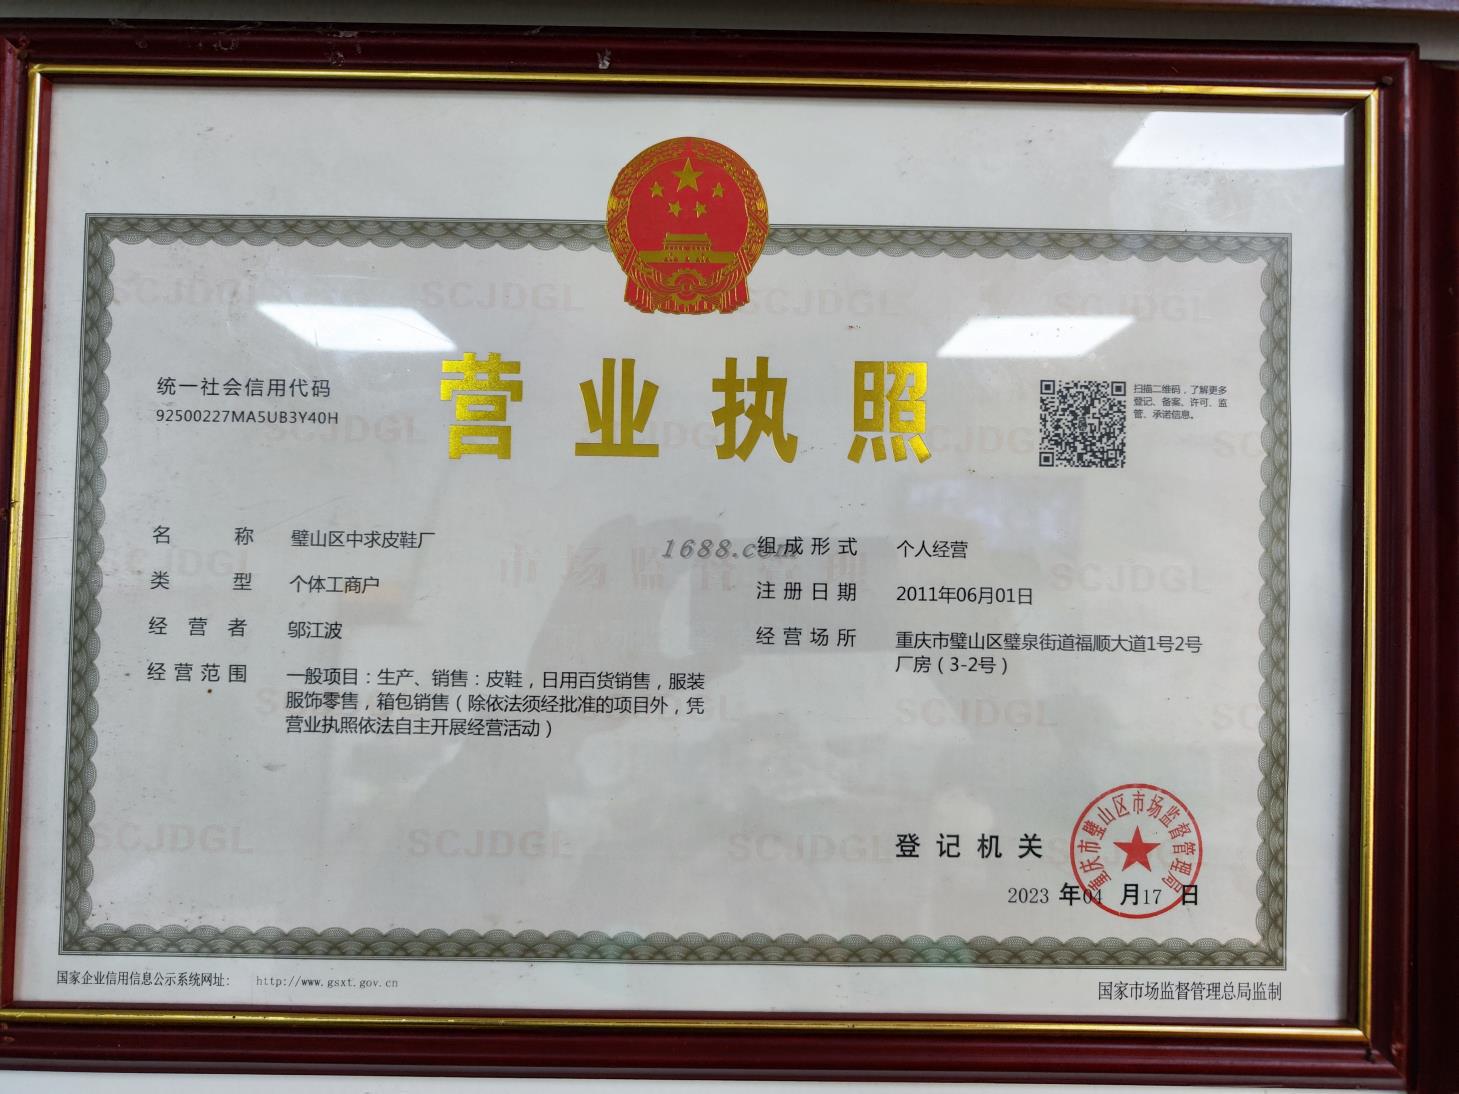 营业执照
统一社会信用代码
92500227MA5UB3Y40H
扫描二维码，了解更多
登记、备案、许可、监
管、承诺信息。
名称 璧山区中求皮鞋厂
类型 个体工商户
经营者 邬江波
经营范围 一般项目：生产、销售：皮鞋，日用百货销售，服装
服饰零售，箱包销售（除依法须经批准的项目外，凭
营业执照依法自主开展经营活动）
1688.com
组成形式 个人经营
注册日期 2011年06月01日
经营场所 重庆市璧山区璧泉街道福顺大道1号2号
厂房（3-2号）
市场监督管理
SCJDGL
登记机关
重庆市璧山区市场监督管理局
2023 年04 月17 日
国家企业信用信息公示系统网址： http://www.gsxt.gov.cn
国家市场监督管理总局监制